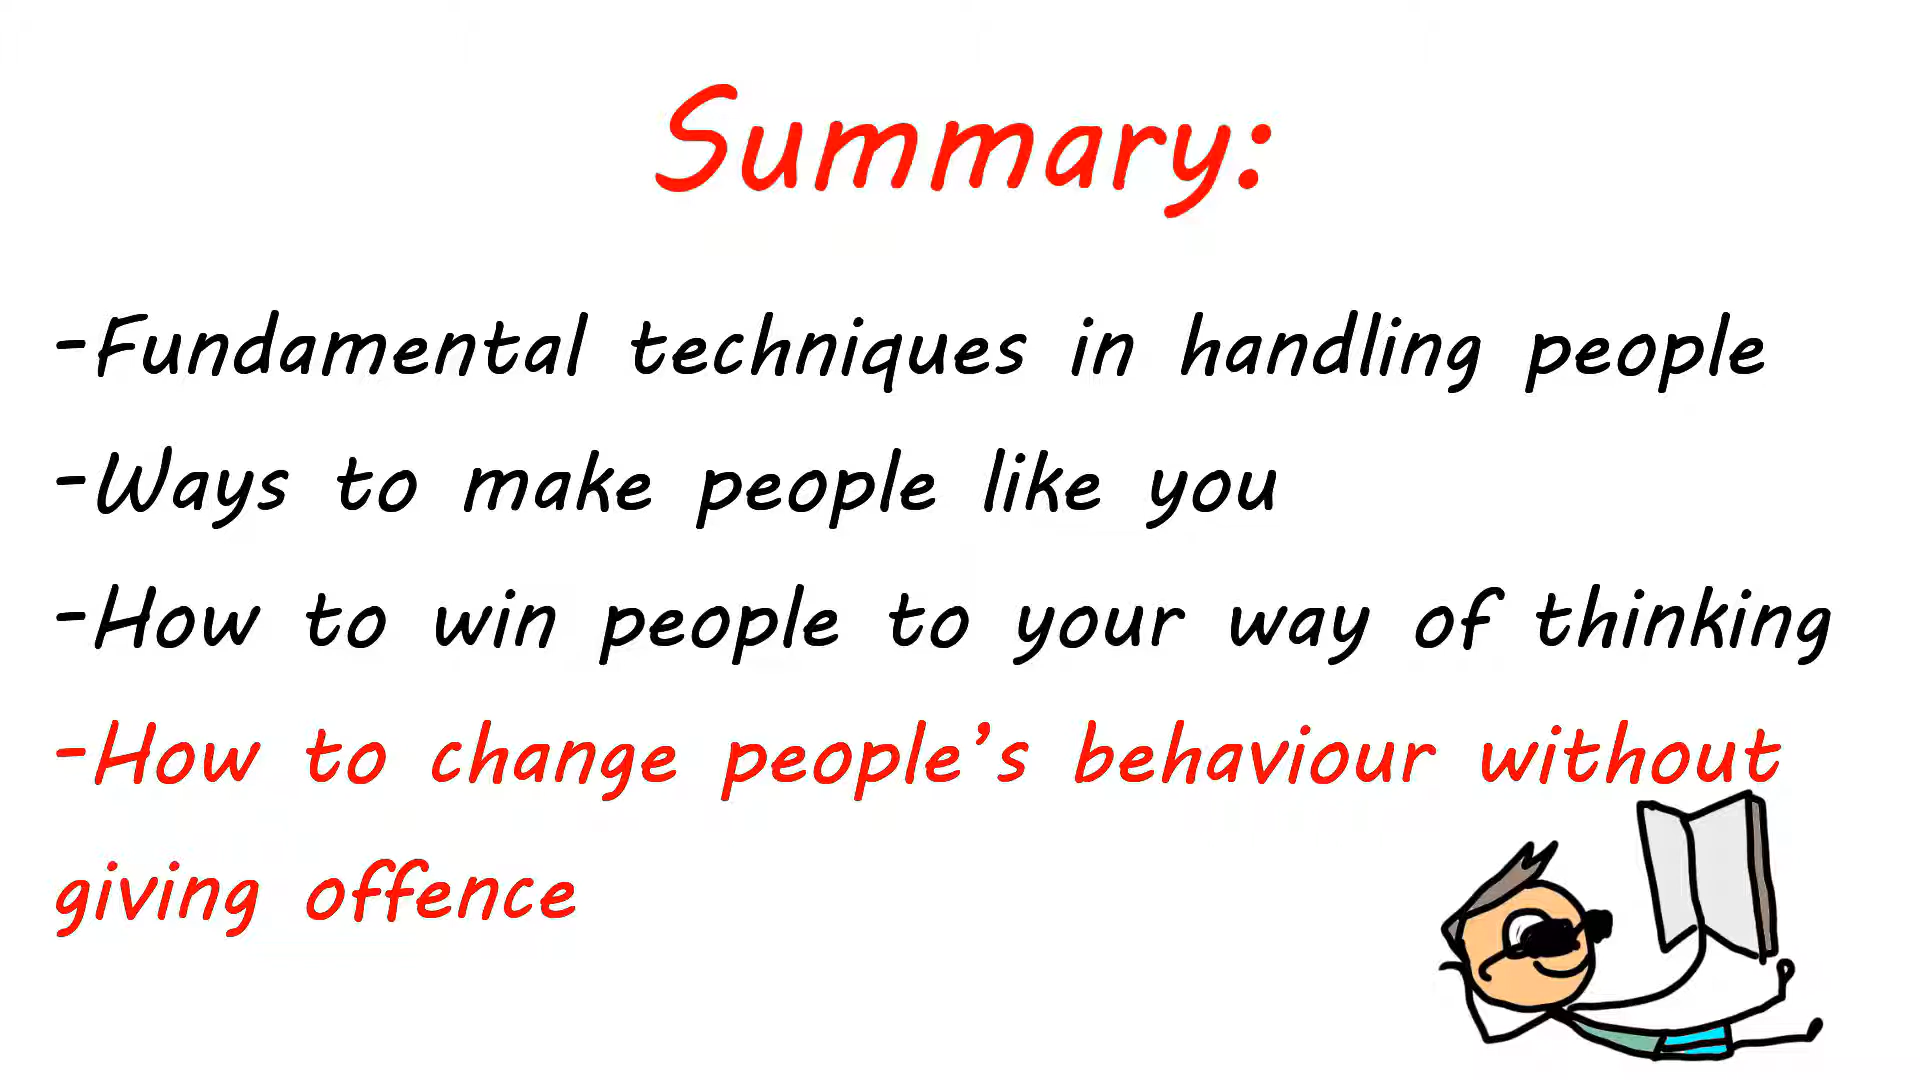 Summary:
-Fundamental techniques in handling people
-Ways to make people like you
-How to win people to your way of thinking
-How to change people’s behaviour without
giving offence